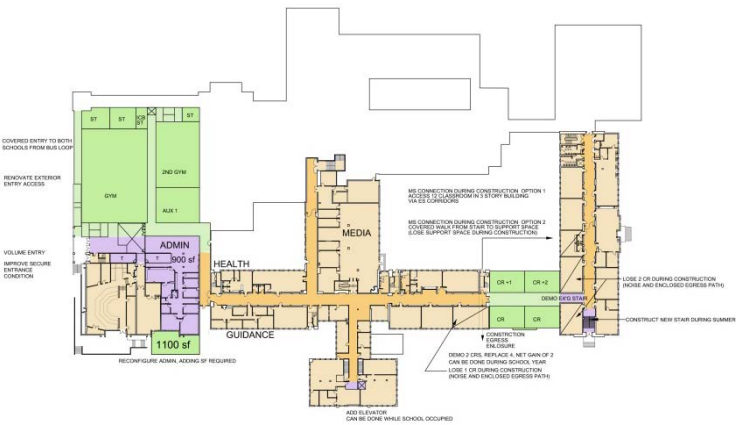 ST
ST
ICB
ST
COVERED ENTRY TO BOTH
SCHOOLS FROM BUS LOOP
RENOVATE EXTERIOR
ENTRY ACCESS
GYM
2ND GYM
AUX 1
MS CONNECTION DURING CONSTRUCTION OPTION 1
ACCESS 12 CLASSROOM IN 3 STORY BUILDING
VIA ES CORRIDORS
MS CONNECTION DURING CONSTRUCTION OPTION 2
COVERED WALK FROM STAIR TO SUPPORT SPACE
(LOSE SUPPORT SPACE DURING CONSTRUCTION)
MEDIA
VOLUME ENTRY
IMPROVE SECURE
ENTRANCE
CONDITION
ADMIN
T
T
900 sf
HEALTH
CR +1
CR +2
LOSE 2 CR DURING CONSTRUCTION
(NOISE AND ENCLOSED EGRESS PATH)
DEMO EX'G STAIR
CR
CR
CONSTRUCT NEW STAIR DURING SUMMER
GUIDANCE
1100 sf
CONSTRCTION
EGRESS
ENCLOSURE
RECONFIGURE ADMIN, ADDING SF REQUIRED
DEMO 2 CRS, REPLACE 4, NET GAIN OF 2
CAN BE DONE DURING SCHOOL YEAR
LOSE 1 CR DURING CONSTRUCTION
(NOISE AND ENCLOSED EGRESS PATH)
ADD ELEVATOR
CAN BE DONE WHILE SCHOOL OCCUPIED